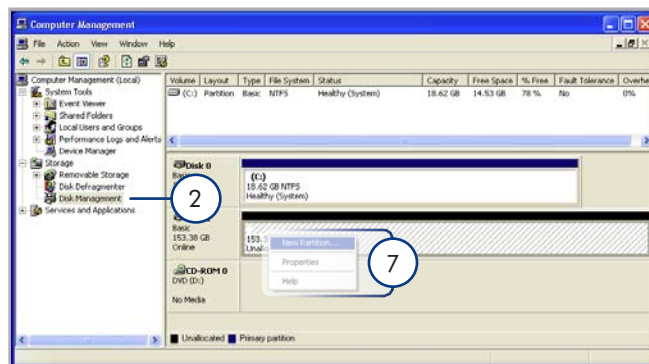 Computer Management
File Action View Window Help
Computer Management (Local)
System Tools
Event Viewer
Shared Folders
Local Users and Groups
Performance Logs and Alerts
Device Manager
Storage
Removable Storage
Disk Defragmenter
Disk Management
Services and Applications
Volume Layout Type File System Status Capacity Free Space % Free Fault Tolerance Overhe
(C:) Partition Basic NTFS Healthy (System) 18.62 GB 14.53 GB 78 % No 0%
Disk 0
(C:)
18.62 GB NTFS
Healthy (System)
2
Basic
153.38 GB
Online
153.
New Partition...
Properties
Help
7
CD-ROM 0
DVD (D:)
No Media
Unallocated Primary partition